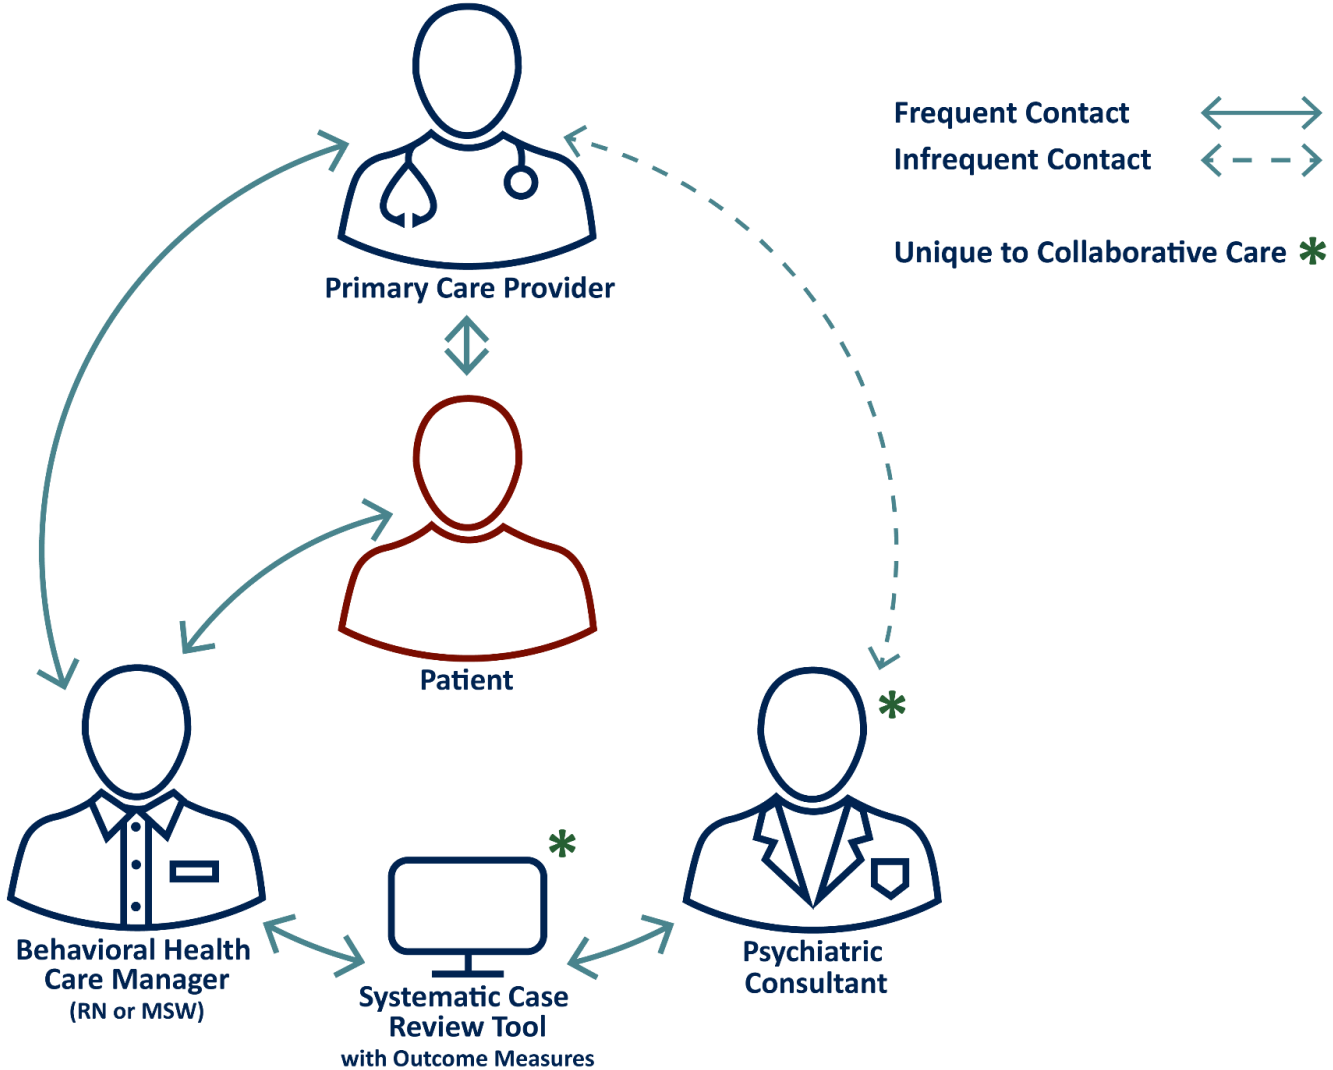 Frequent Contact
Infrequent Contact
Unique to Collaborative Care *
Primary Care Provider
Patient
*
*
Behavioral Health
Care Manager
(RN or MSW)
Systematic Case
Review Tool
with Outcome Measures
Psychiatric
Consultant